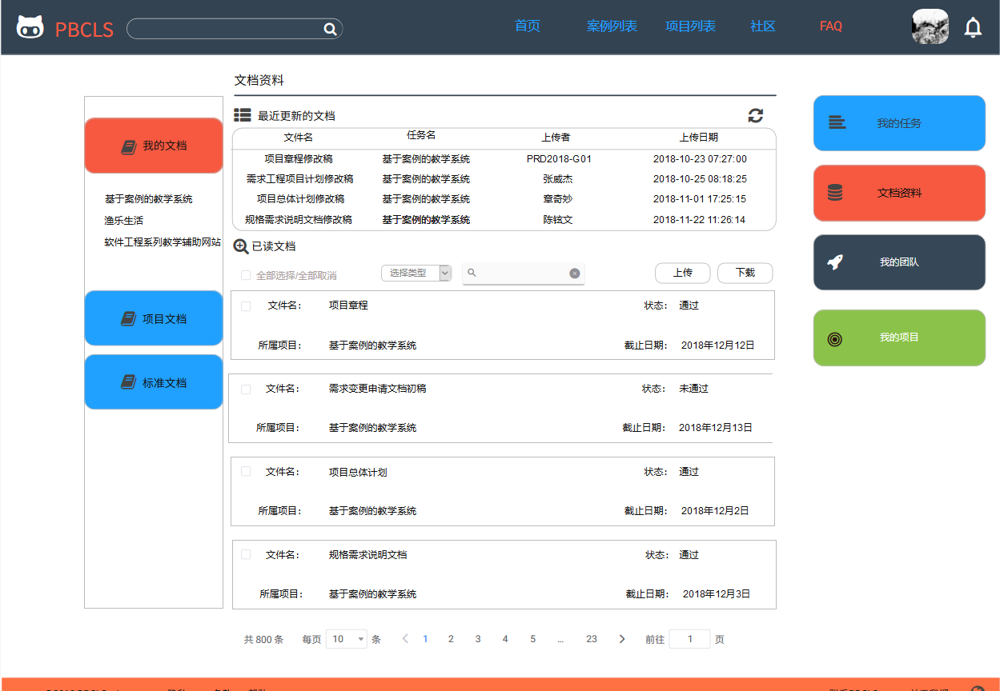 PBCLS 首页 案例列表 项目列表 社区 FAQ
文档资料
最近更新的文档
文件名 任务名 上传者 上传日期
项目章程修改稿 基于案例的教学系统 PRD2018-G01 2018-10-23 07:27:00
需求工程项目计划修改稿 基于案例的教学系统 张威杰 2018-10-25 08:18:25
项目总体计划修改稿 基于案例的教学系统 章奇妙 2018-11-01 17:25:15
规格需求说明文档修改稿 基于案例的教学系统 陈铉文 2018-11-22 11:26:14
我的文档
基于案例的教学系统
渔乐生活
软件工程系列教学辅助网站
项目文档
标准文档
已读文档
全部选择/全部取消 选择类型 上传 下载
文件名: 项目章程 状态: 通过
所属项目: 基于案例的教学系统 截止日期: 2018年12月12日
文件名: 需求变更申请文档初稿 状态: 未通过
所属项目: 基于案例的教学系统 截止日期: 2018年12月13日
文件名: 项目总体计划 状态: 通过
所属项目: 基于案例的教学系统 截止日期: 2018年12月2日
文件名: 规格需求说明文档 状态: 通过
所属项目: 基于案例的教学系统 截止日期: 2018年12月3日
共 800 条 每页 10 条 1 2 3 4 5 ... 23 前往 1 页
我的任务
文档资料
我的团队
我的项目